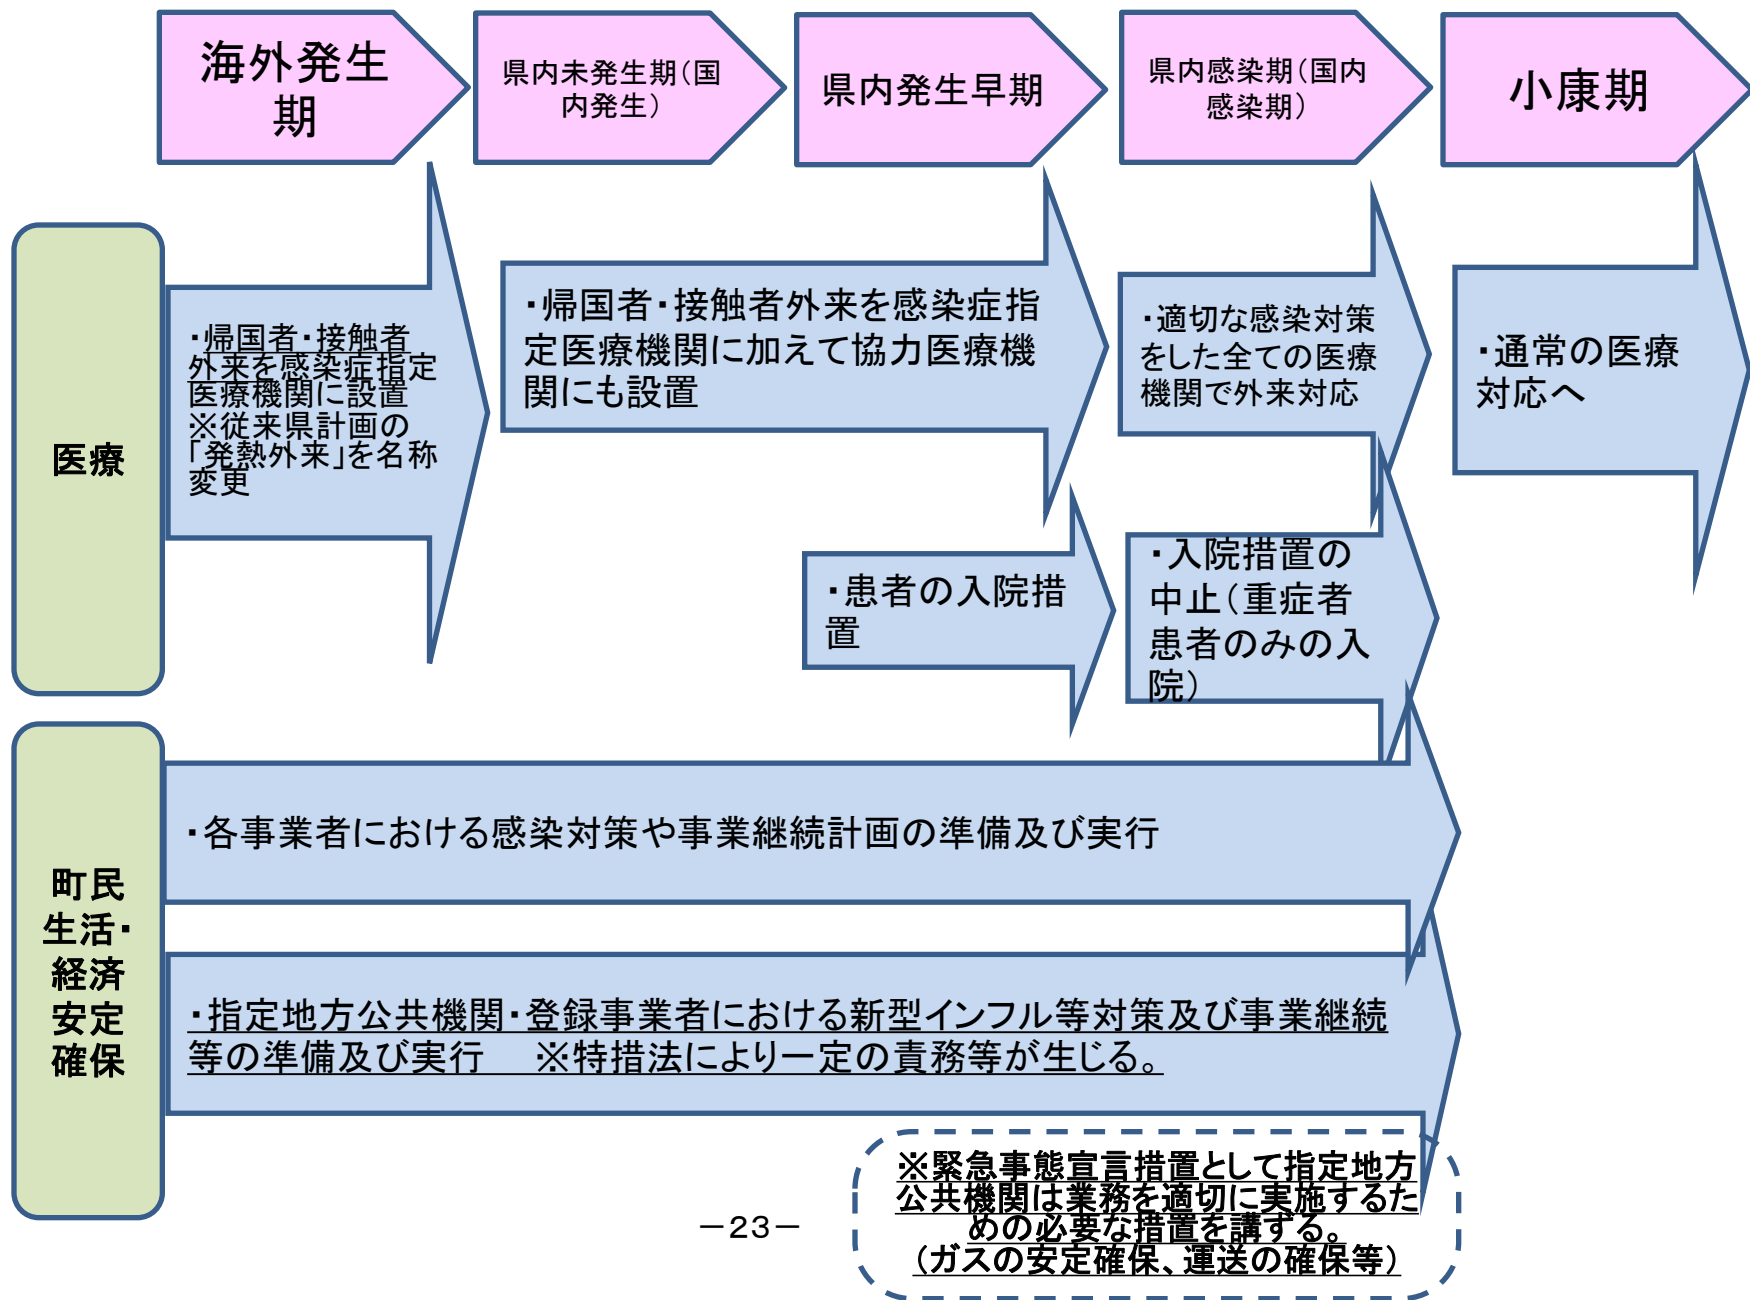 海外発生
期
県内未発生期(国
内発生)
県内発生早期
県内感染期(国内
感染期)
小康期
医療
・帰国者・接触者
外来を感染症指定
医療機関に設置
※従来県計画の
「発熱外来」を名称
変更
・帰国者・接触者外来を感染症指
定医療機関に加えて協力医療機
関にも設置
・適切な感染対策
をした全ての医療
機関で外来対応
・通常の医療
対応へ
・患者の入院措
置
・入院措置の
中止(重症者
患者のみの入
院)
町民
生活・
経済
安定
確保
・各事業者における感染対策や事業継続計画の準備及び実行
・指定地方公共機関・登録事業者における新型インフル等対策及び事業継続
等の準備及び実行　※特措法により一定の責務等が生じる。
※緊急事態宣言措置として指定地方
公共機関は業務を適切に実施するた
めの必要な措置を講ずる。
(ガスの安定確保、運送の確保等)
－23－